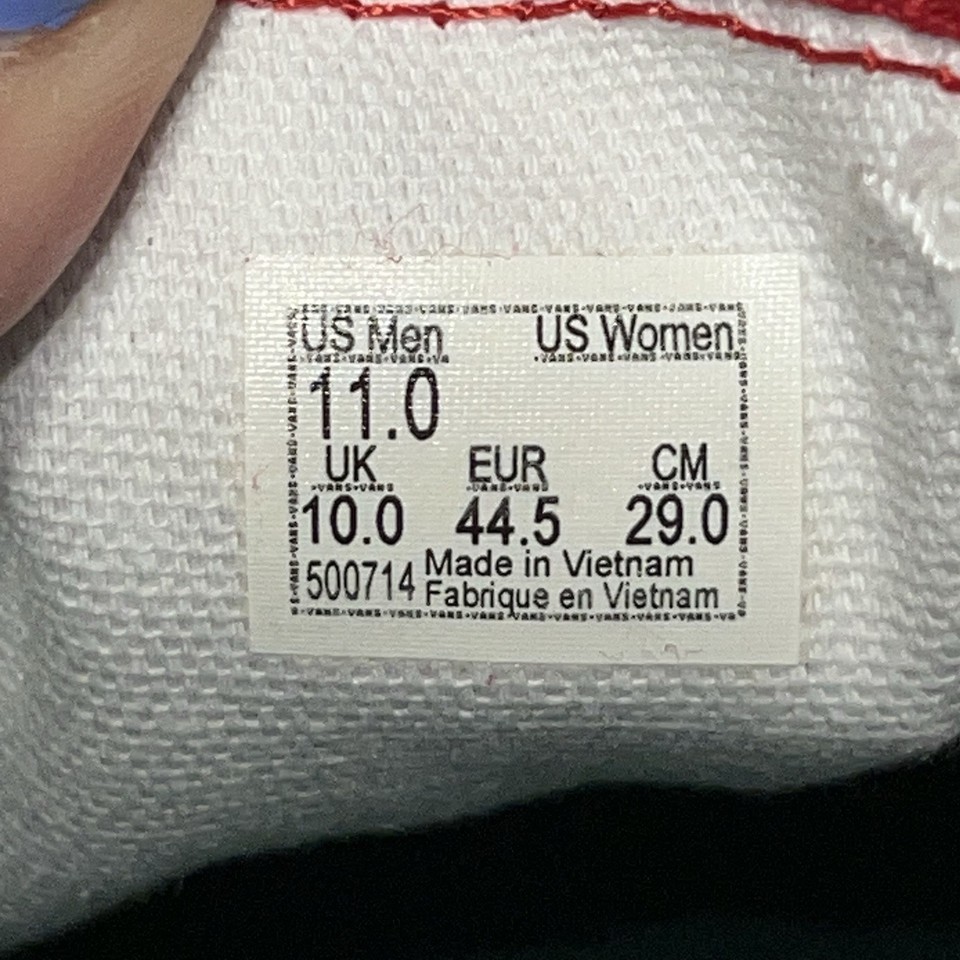 US Men US Women
11.0
UK EUR CM
10.0 44.5 29.0
500714 Made in Vietnam
Fabrique en Vietnam